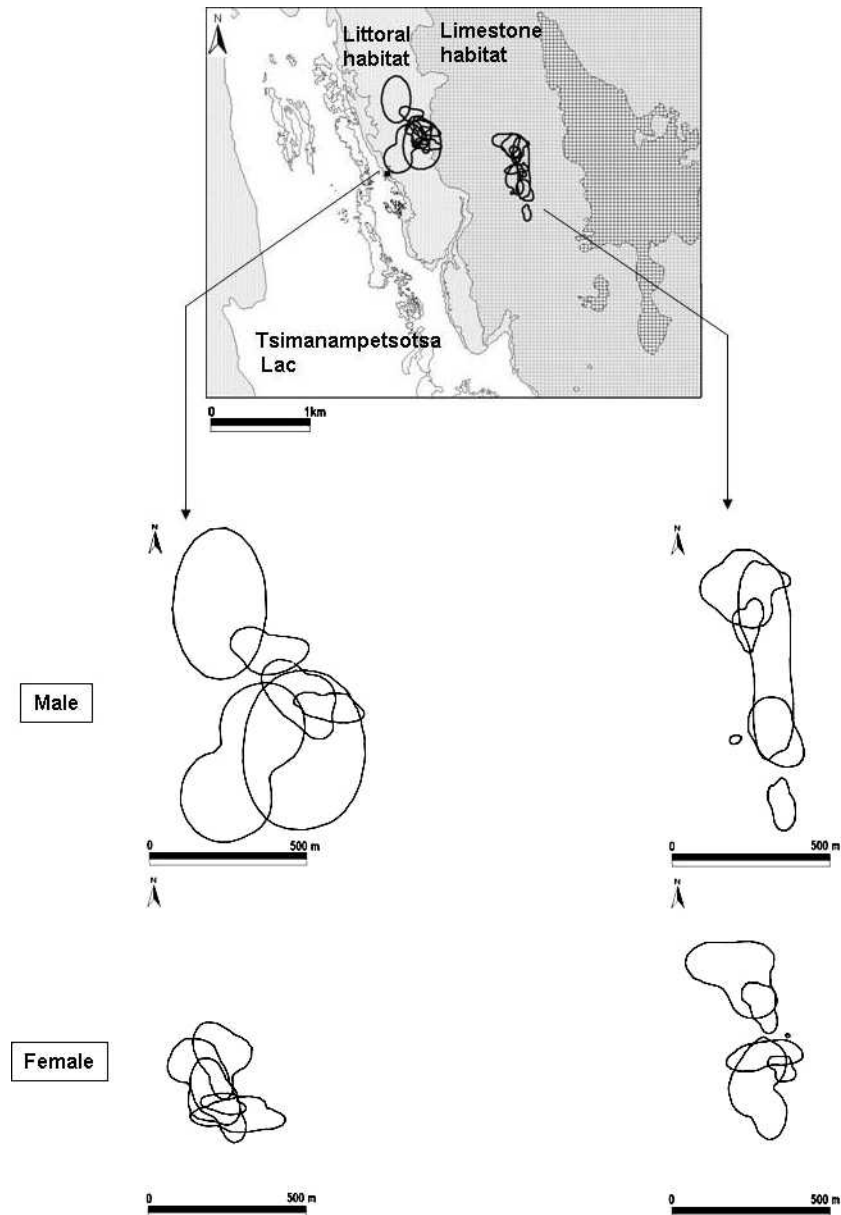 N
Littoral
habitat
Limestone
habitat
Tsimanampetsotsa
Lac
0 1km
N
N
Male
0 500 m
0 500 m
N
N
Female
0 500 m
0 500 m